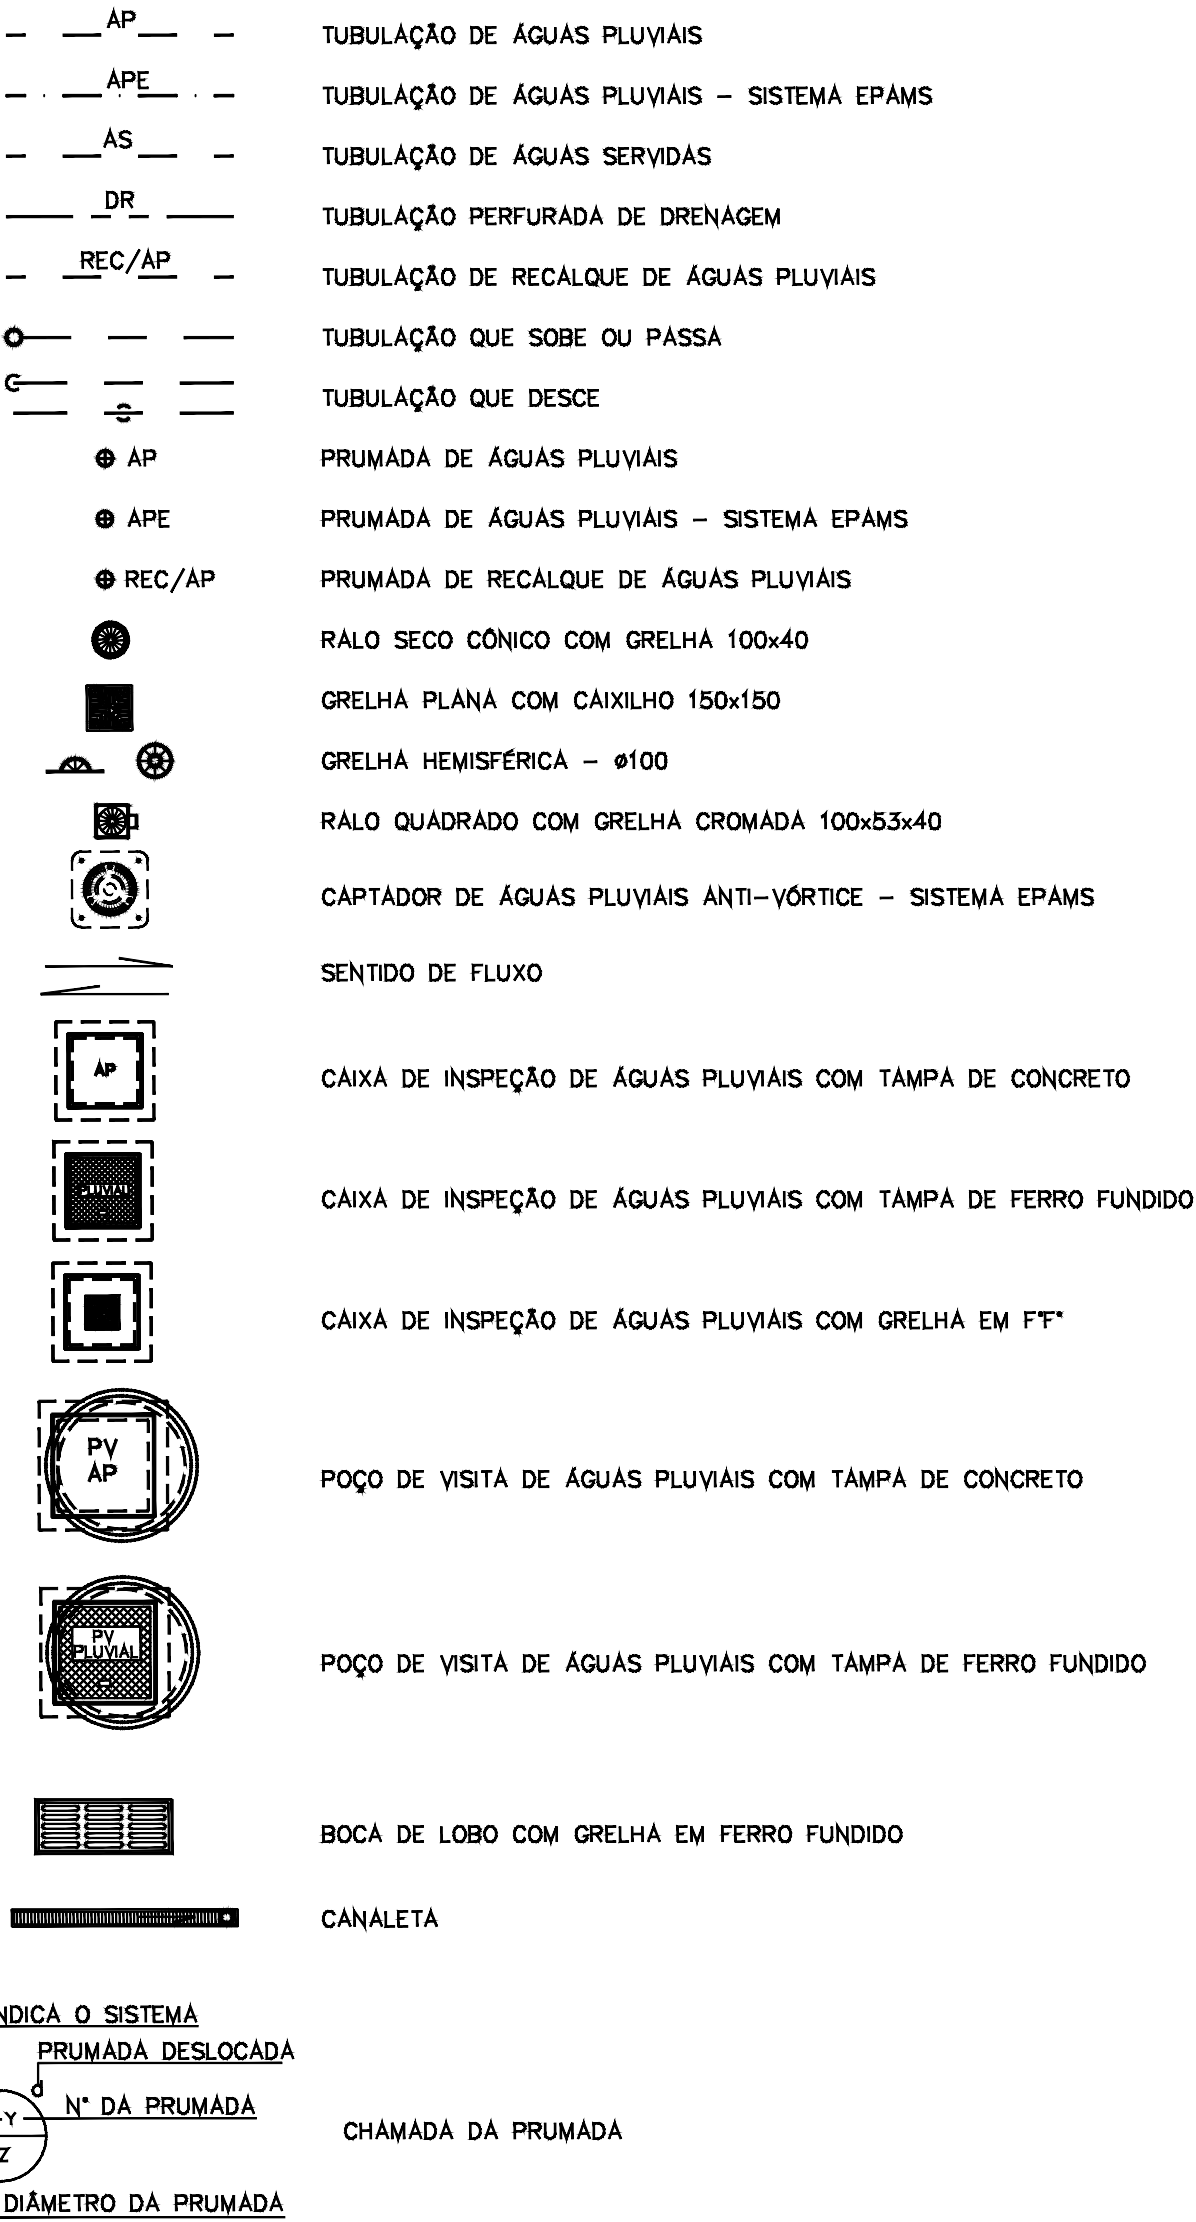 AP TUBULAÇÃO DE ÁGUAS PLUVIAIS
APE TUBULAÇÃO DE ÁGUAS PLUVIAIS - SISTEMA EPAMS
AS TUBULAÇÃO DE ÁGUAS SERVIDAS
DR TUBULAÇÃO PERFURADA DE DRENAGEM
REC/AP TUBULAÇÃO DE RECALQUE DE ÁGUAS PLUVIAIS
TUBULAÇÃO QUE SOBE OU PASSA
TUBULAÇÃO QUE DESCE
AP PRUMADA DE ÁGUAS PLUVIAIS
APE PRUMADA DE ÁGUAS PLUVIAIS - SISTEMA EPAMS
REC/AP PRUMADA DE RECALQUE DE ÁGUAS PLUVIAIS
RALO SECO CÔNICO COM GRELHA 100x40
GRELHA PLANA COM CAIXILHO 150x150
GRELHA HEMISFÉRICA - ø100
RALO QUADRADO COM GRELHA CROMADA 100x53x40
CAPTADOR DE ÁGUAS PLUVIAIS ANTI-VÓRTICE - SISTEMA EPAMS
SENTIDO DE FLUXO
AP CAIXA DE INSPEÇÃO DE ÁGUAS PLUVIAIS COM TAMPA DE CONCRETO
PLUVIAL CAIXA DE INSPEÇÃO DE ÁGUAS PLUVIAIS COM TAMPA DE FERRO FUNDIDO
CAIXA DE INSPEÇÃO DE ÁGUAS PLUVIAIS COM GRELHA EM F°F°
PV
AP
POÇO DE VISITA DE ÁGUAS PLUVIAIS COM TAMPA DE CONCRETO
PV
PLUVIAL
POÇO DE VISITA DE ÁGUAS PLUVIAIS COM TAMPA DE FERRO FUNDIDO
BOCA DE LOBO COM GRELHA EM FERRO FUNDIDO
CANALETA
NDICA O SISTEMA
PRUMADA DESLOCADA
d
-Y N° DA PRUMADA
CHAMADA DA PRUMADA
Z
DIÂMETRO DA PRUMADA